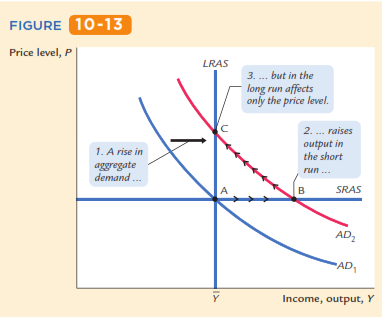 FIGURE 10-13
Price level, P
LRAS
3. ... but in the
long run affects
only the price level.
C
2. ... raises
output in
the short
run ...
1. A rise in
aggregate
demand ...
A
B
SRAS
AD₂
AD₁
Y̅
Income, output, Y